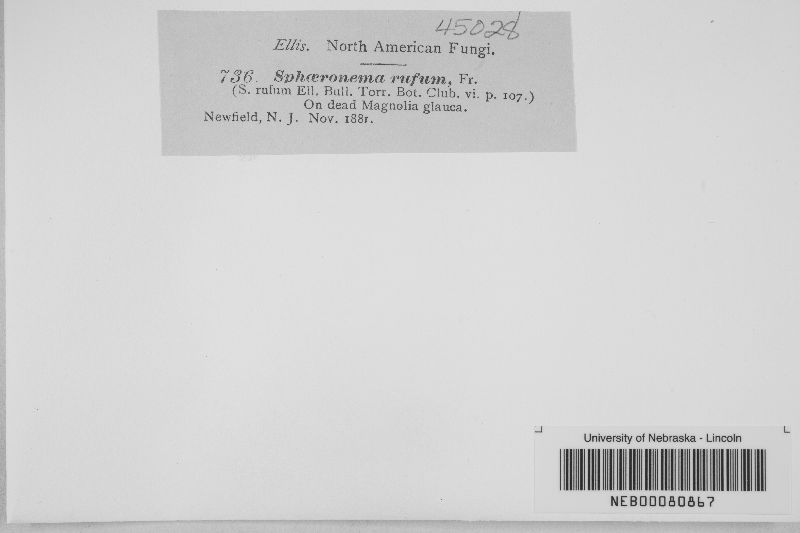 45028
Ellis. North American Fungi.
736. Sphæronema rufum, Fr.
(S. rufum Ell. Bull. Torr. Bot. Club. vi. p. 107.)
On dead Magnolia glauca.
Newfield, N. J. Nov. 1881.
University of Nebraska - Lincoln
NEB00080867